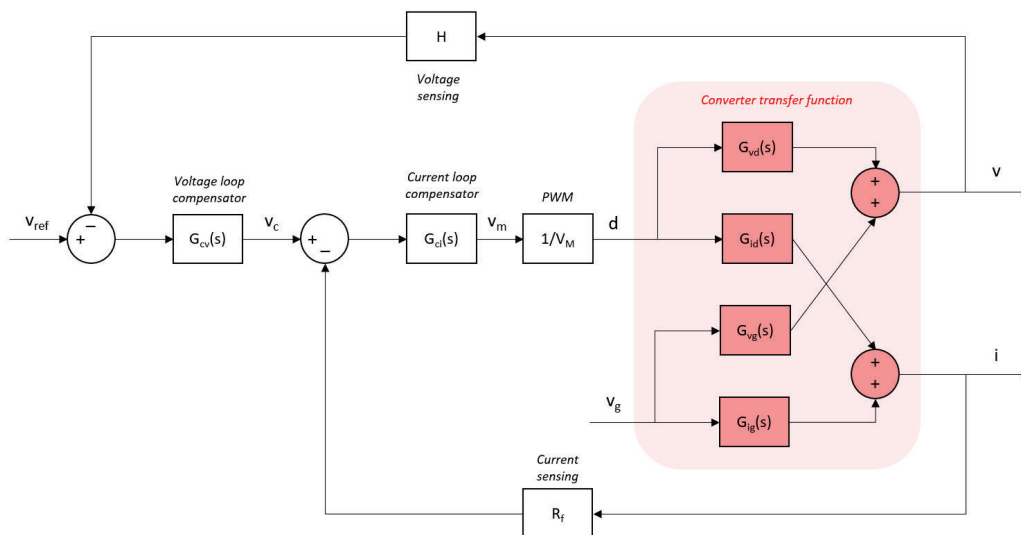 H
Voltage
sensing
Converter transfer function
G_vd(s)
Voltage loop
compensator
Current loop
compensator
PWM
v_ref
+
−
G_cv(s)
v_c
+
−
G_ci(s)
v_m
1/V_M
d
G_id(s)
+
+
v
G_vg(s)
v_g
G_ig(s)
+
+
i
Current
sensing
R_f